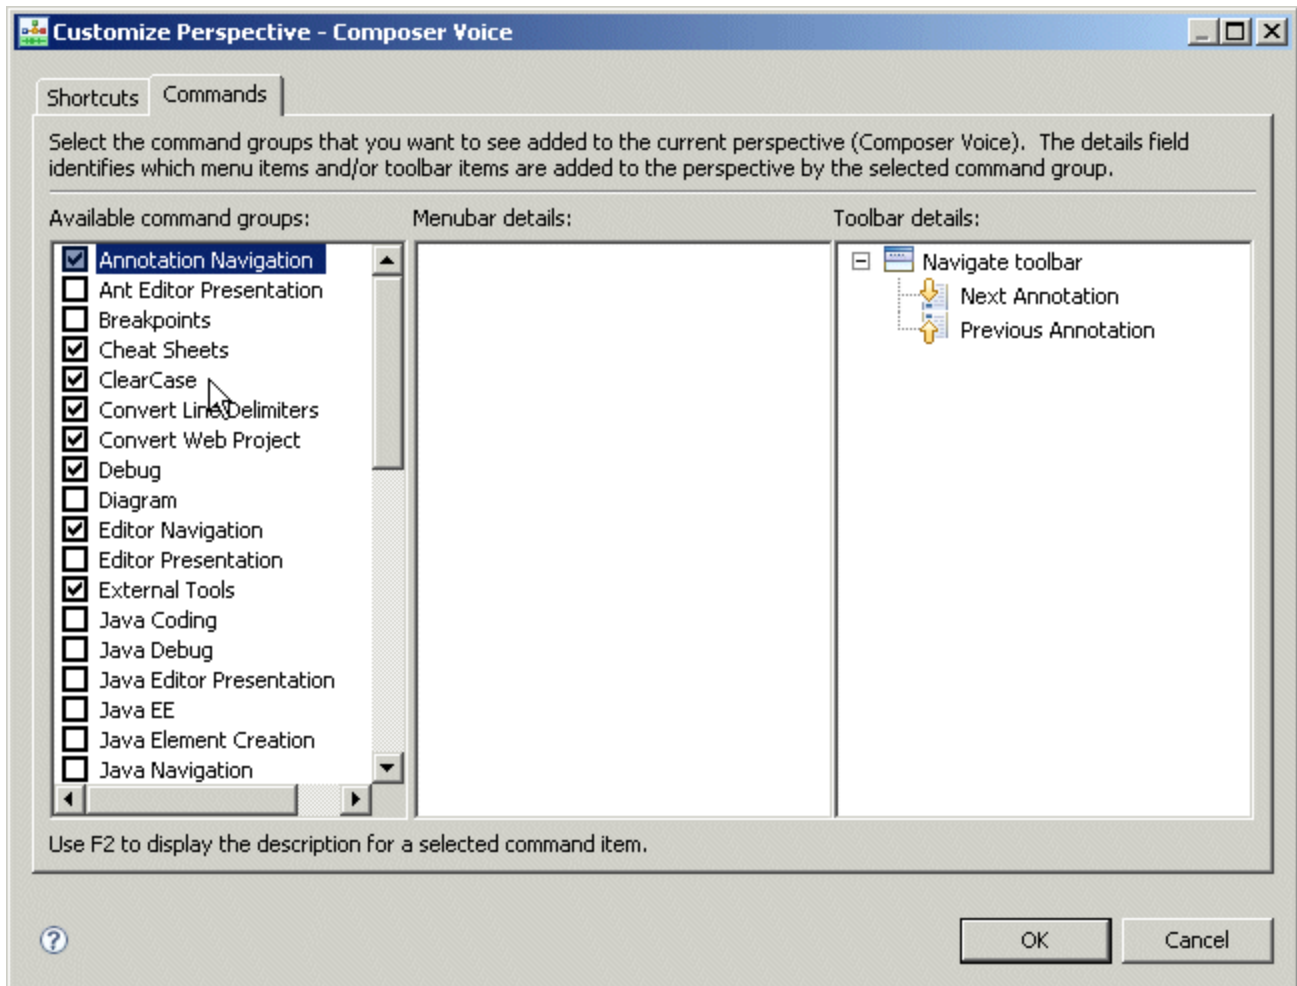 Customize Perspective - Composer Voice
Shortcuts
Commands
Select the command groups that you want to see added to the current perspective (Composer Voice). The details field
identifies which menu items and/or toolbar items are added to the perspective by the selected command group.
Available command groups:
Menubar details:
Toolbar details:
Annotation Navigation
Ant Editor Presentation
Breakpoints
Cheat Sheets
ClearCase
Convert Line Delimiters
Convert Web Project
Debug
Diagram
Editor Navigation
Editor Presentation
External Tools
Java Coding
Java Debug
Java Editor Presentation
Java EE
Java Element Creation
Java Navigation
Navigate toolbar
Next Annotation
Previous Annotation
Use F2 to display the description for a selected command item.
?
OK
Cancel